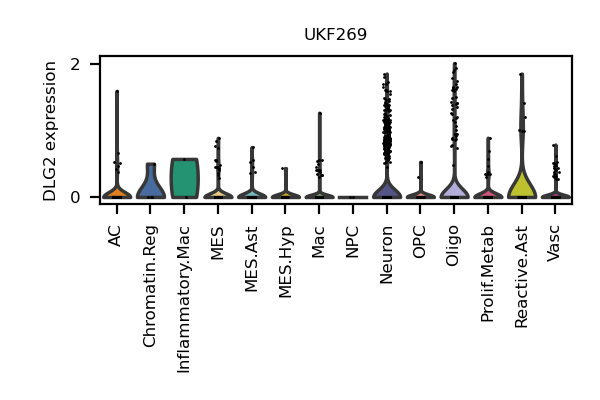 UKF269
DLG2 expression
2
0
AC
Chromatin.Reg
Inflammatory.Mac
MES
MES.Ast
MES.Hyp
Mac
NPC
Neuron
OPC
Oligo
Prolif.Metab
Reactive.Ast
Vasc